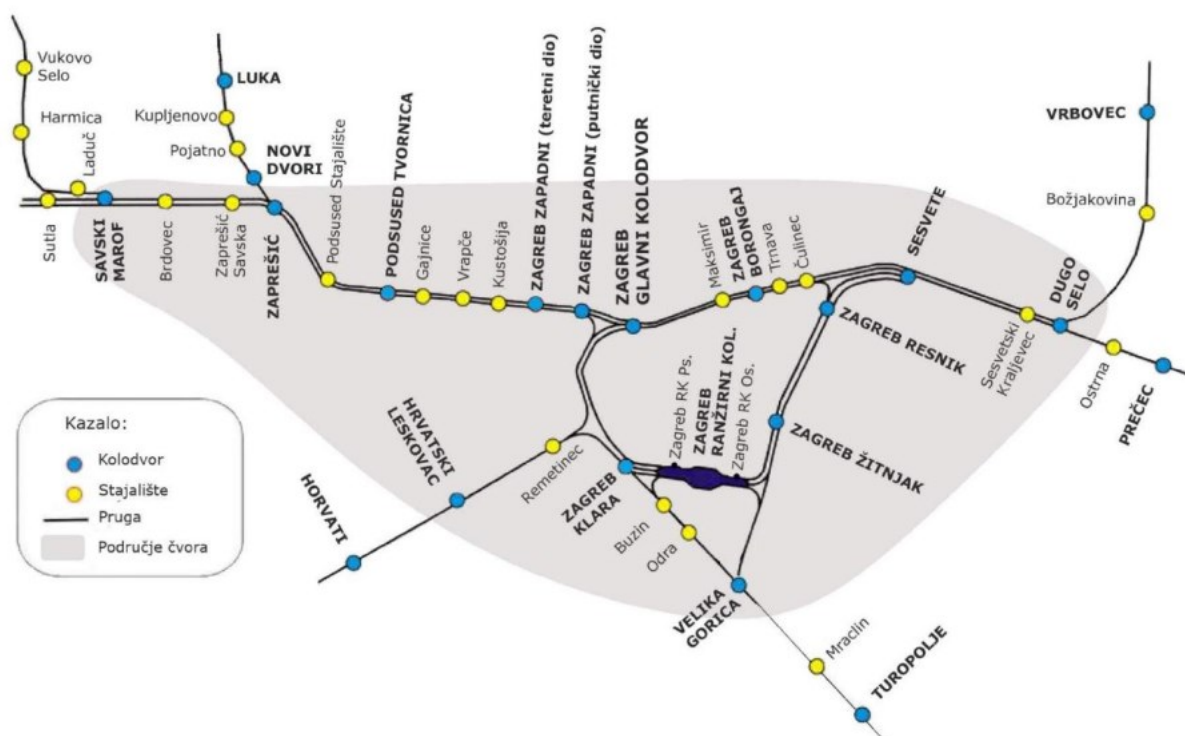 Vukovo
Selo
Harmica
Laduč
Sutla
SAVSKI
MAROF
Brdovec
Zaprešić
Savska
LUKA
Kupljenovo
Pojatno
NOVI
DVORI
ZAPREŠIĆ
Podsused Stajalište
PODSUSED TVORNICA
Gajnice
Vrapče
Kustošija
ZAGREB ZAPADNI (teretni dio)
ZAGREB ZAPADNI (putnički dio)
ZAGREB
GLAVNI KOLODVOR
Maksimir
ZAGREB
BORONGAJ
Trnava
Čulinec
SESVETE
VRBOVEC
Božjakovina
DUGO
SELO
Sesvetski
Kraljevec
Ostrna
PREČEC
ZAGREB RESNIK
ZAGREB ŽITNJAK
Zagreb RK Ps.
ZAGREB
RANŽIRNI KOL.
Zagreb RK Os.
HRVATSKI
LESKOVAC
HORVATI
Remetinec
ZAGREB
KLARA
Buzin
Odra
VELIKA
GORICA
Mraclin
TUROPOLJE
Kazalo:
Kolodvor
Stajalište
Pruga
Područje čvora